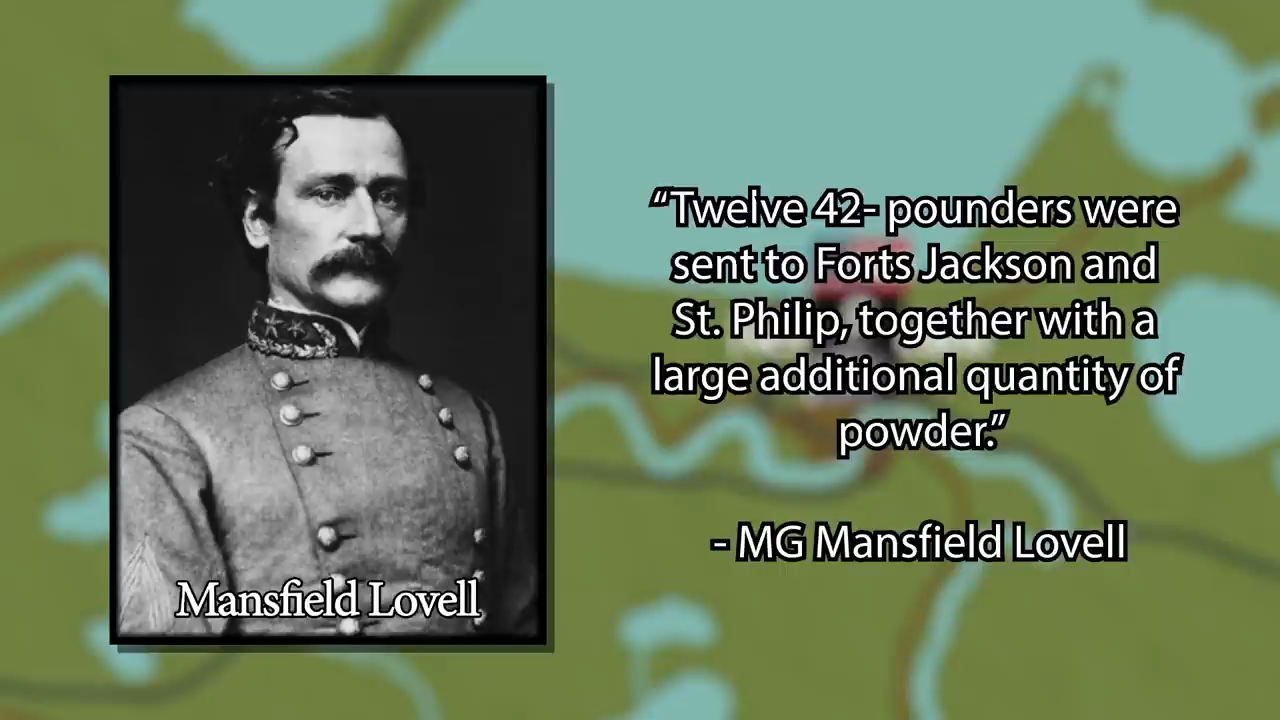 Mansfield Lovell
“Twelve 42- pounders were
sent to Forts Jackson and
St. Philip, together with a
large additional quantity of
powder.”
- MG Mansfield Lovell